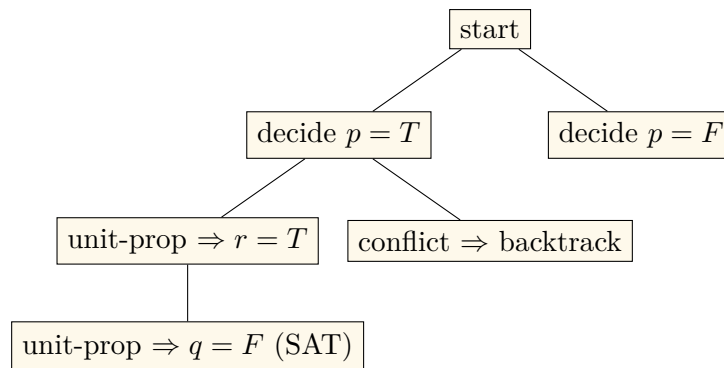 start
decide p = T
decide p = F
unit-prop ⇒ r = T
conflict ⇒ backtrack
unit-prop ⇒ q = F (SAT)